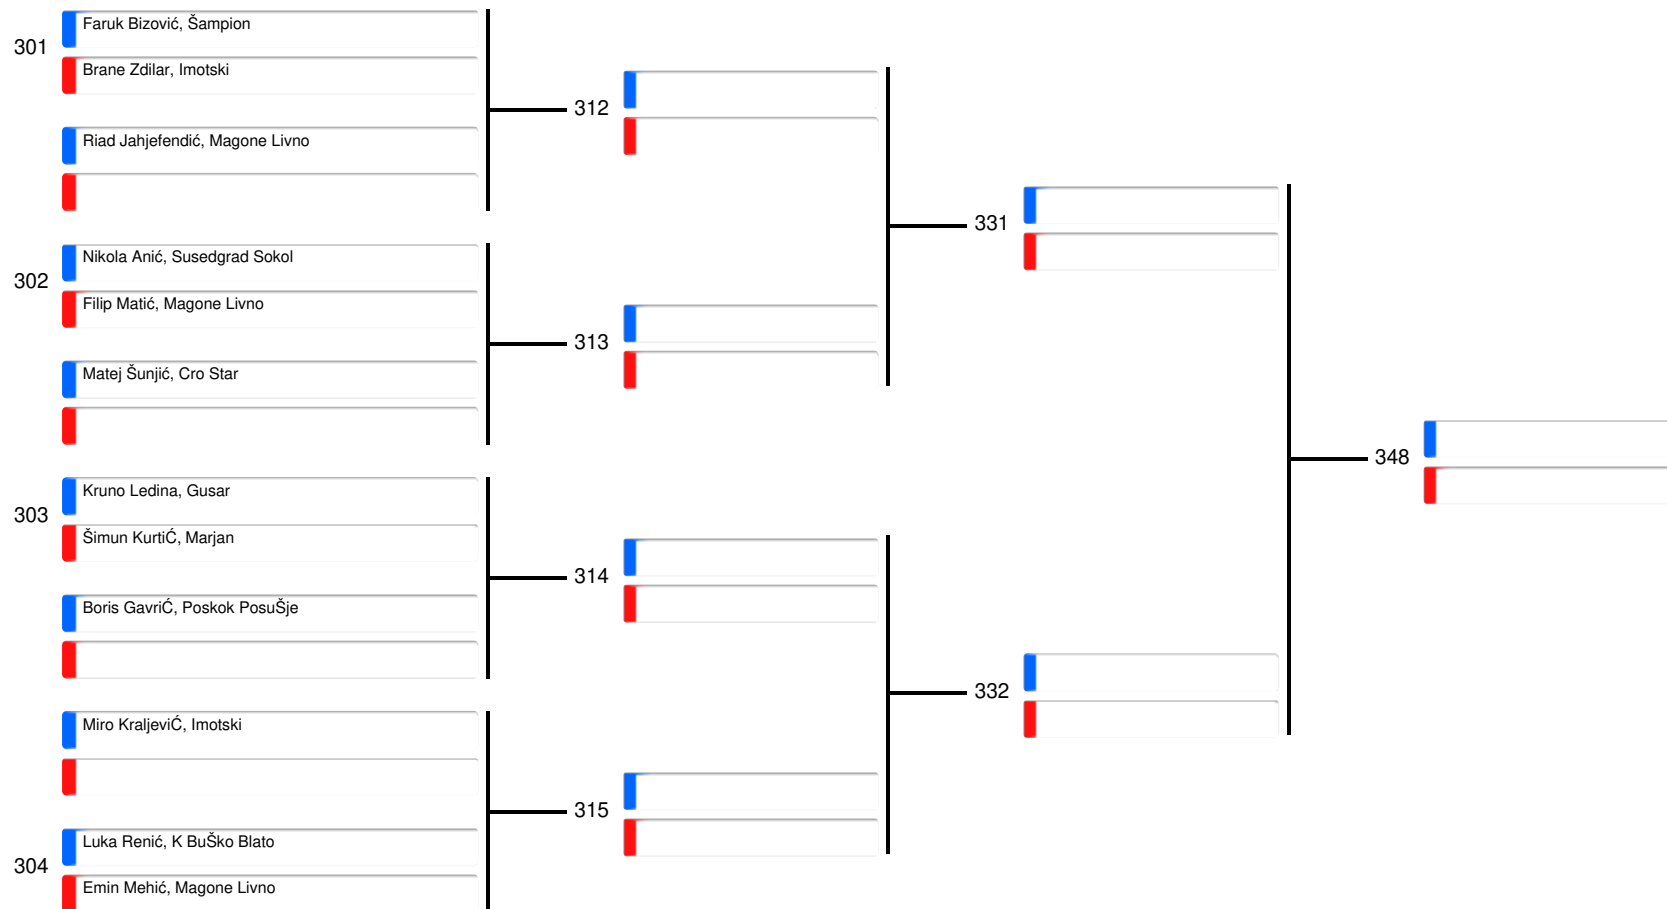 301
Faruk Bizović, Šampion
Brane Zdilar, Imotski
Riad Jahjefendić, Magone Livno
302
Nikola Anić, Susedgrad Sokol
Filip Matić, Magone Livno
Matej Šunjić, Cro Star
303
Kruno Ledina, Gusar
Šimun KurtiĆ, Marjan
Boris GavriĆ, Poskok PosuŠje
Miro KraljeviĆ, Imotski
304
Luka Renić, K BuŠko Blato
Emin Mehić, Magone Livno
312
313
314
315
331
332
348